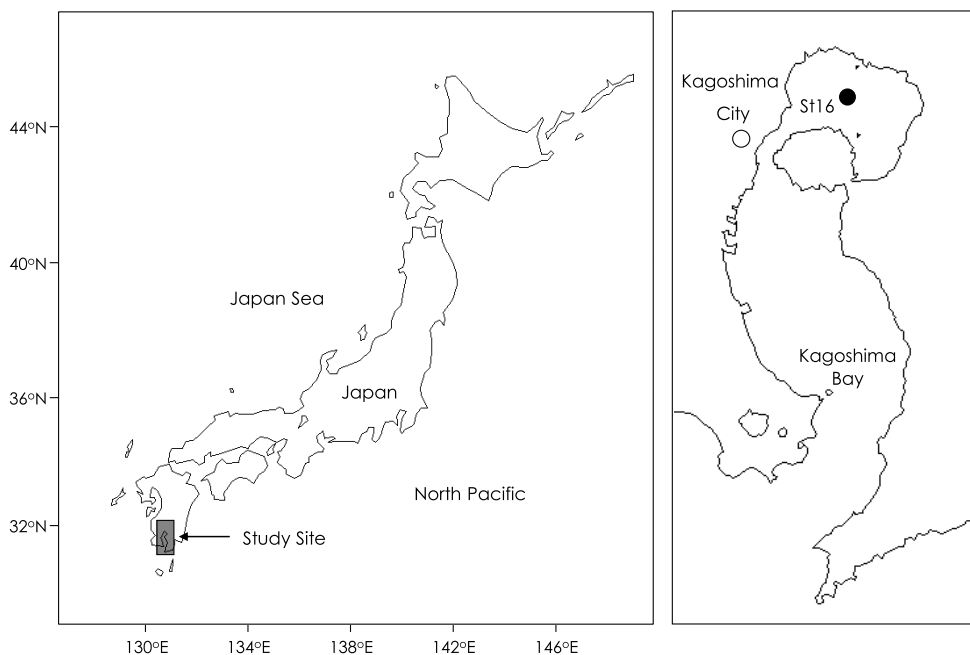 44°N
40°N
36°N
32°N
Japan Sea
Japan
North Pacific
Study Site
130°E
134°E
138°E
142°E
146°E
Kagoshima
City
St16
Kagoshima
Bay